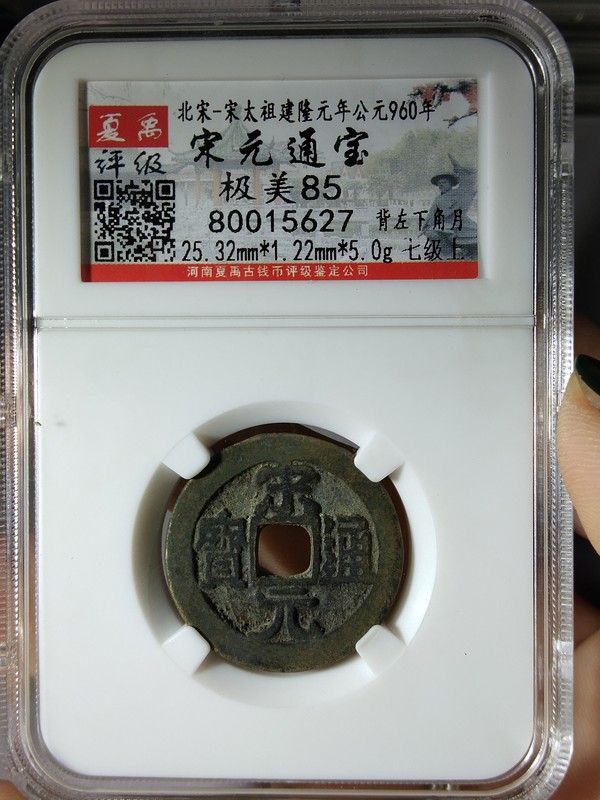 夏禹
评级
北宋-宋太祖建隆元年公元960年
宋元通宝
极美85
80015627 背左下角月
25.32mm*1.22mm*5.0g 七级上
河南夏禹古钱币评级鉴定公司
宋元通寳